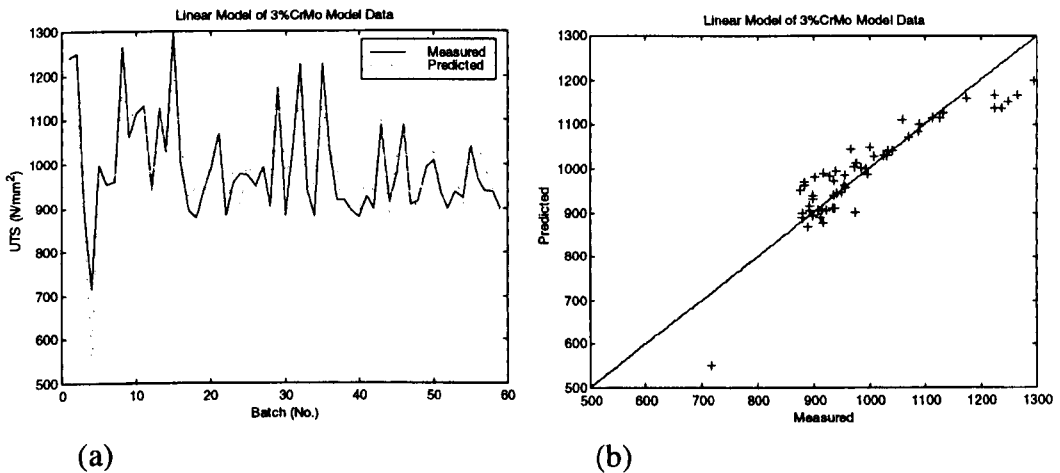 Linear Model of 3%CrMo Model Data
1300
1200
1100
1000
900
800
700
600
500
UTS (N/mm²)
0 10 20 30 40 50 60
Batch (No.)
Measured
Predicted
(a)
Linear Model of 3%CrMo Model Data
1300
1200
1100
1000
900
800
700
600
500
Predicted
500 600 700 800 900 1000 1100 1200 1300
Measured
(b)